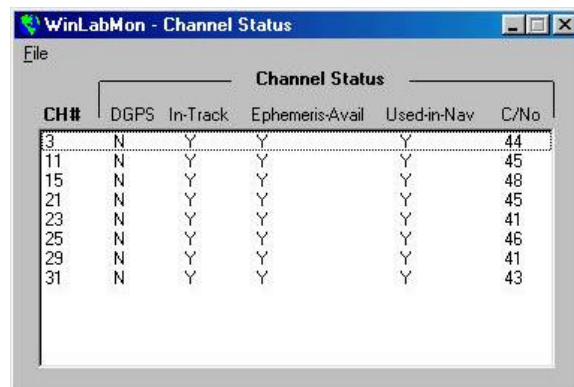 WinLabMon - Channel Status
File
Channel Status
CH# DGPS In-Track Ephemeris-Avail Used-in-Nav C/No
3 N Y Y Y 44
11 N Y Y Y 45
15 N Y Y Y 48
21 N Y Y Y 45
23 N Y Y Y 41
25 N Y Y Y 46
29 N Y Y Y 41
31 N Y Y Y 43